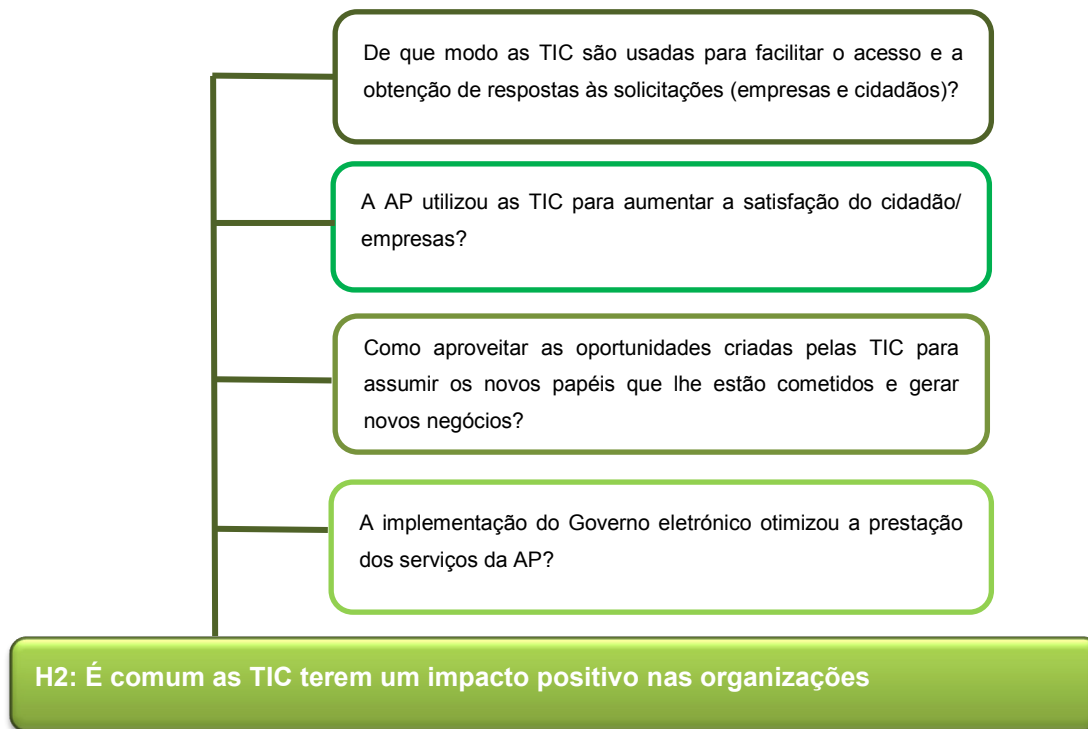 De que modo as TIC são usadas para facilitar o acesso e a
obtenção de respostas às solicitações (empresas e cidadãos)?
A AP utilizou as TIC para aumentar a satisfação do cidadão/
empresas?
Como aproveitar as oportunidades criadas pelas TIC para
assumir os novos papéis que lhe estão cometidos e gerar
novos negócios?
A implementação do Governo eletrónico otimizou a prestação
dos serviços da AP?
H2: É comum as TIC terem um impacto positivo nas organizações